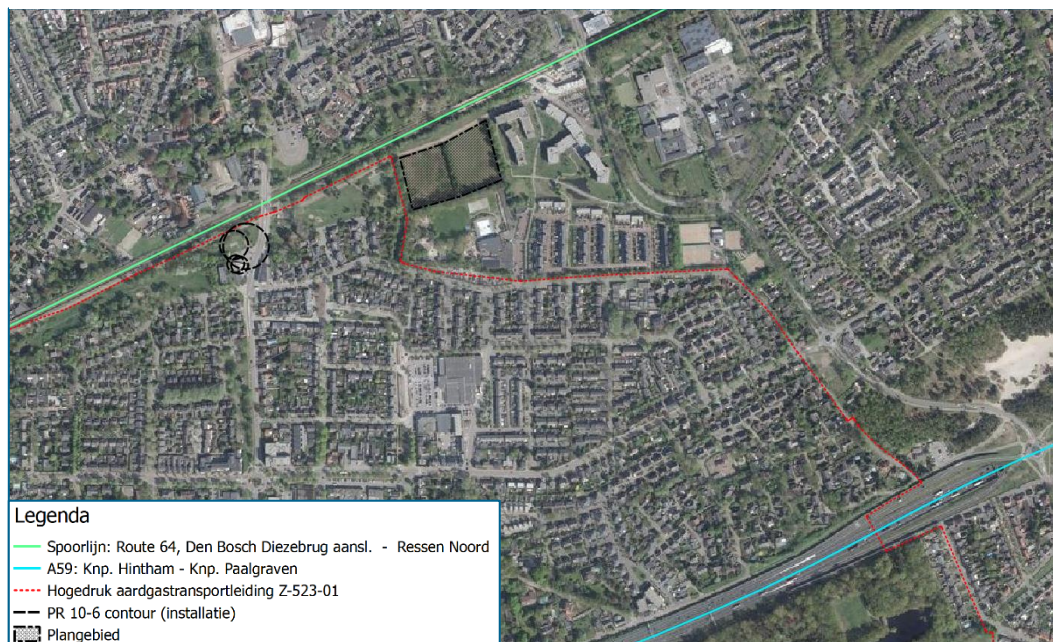 Legenda
Spoorlijn: Route 64, Den Bosch Diezebrug aansl. - Ressen Noord
A59: Knp. Hintham - Knp. Paalgraven
Hogedruk aardgastransportleiding Z-523-01
PR 10-6 contour (installatie)
Plangebied